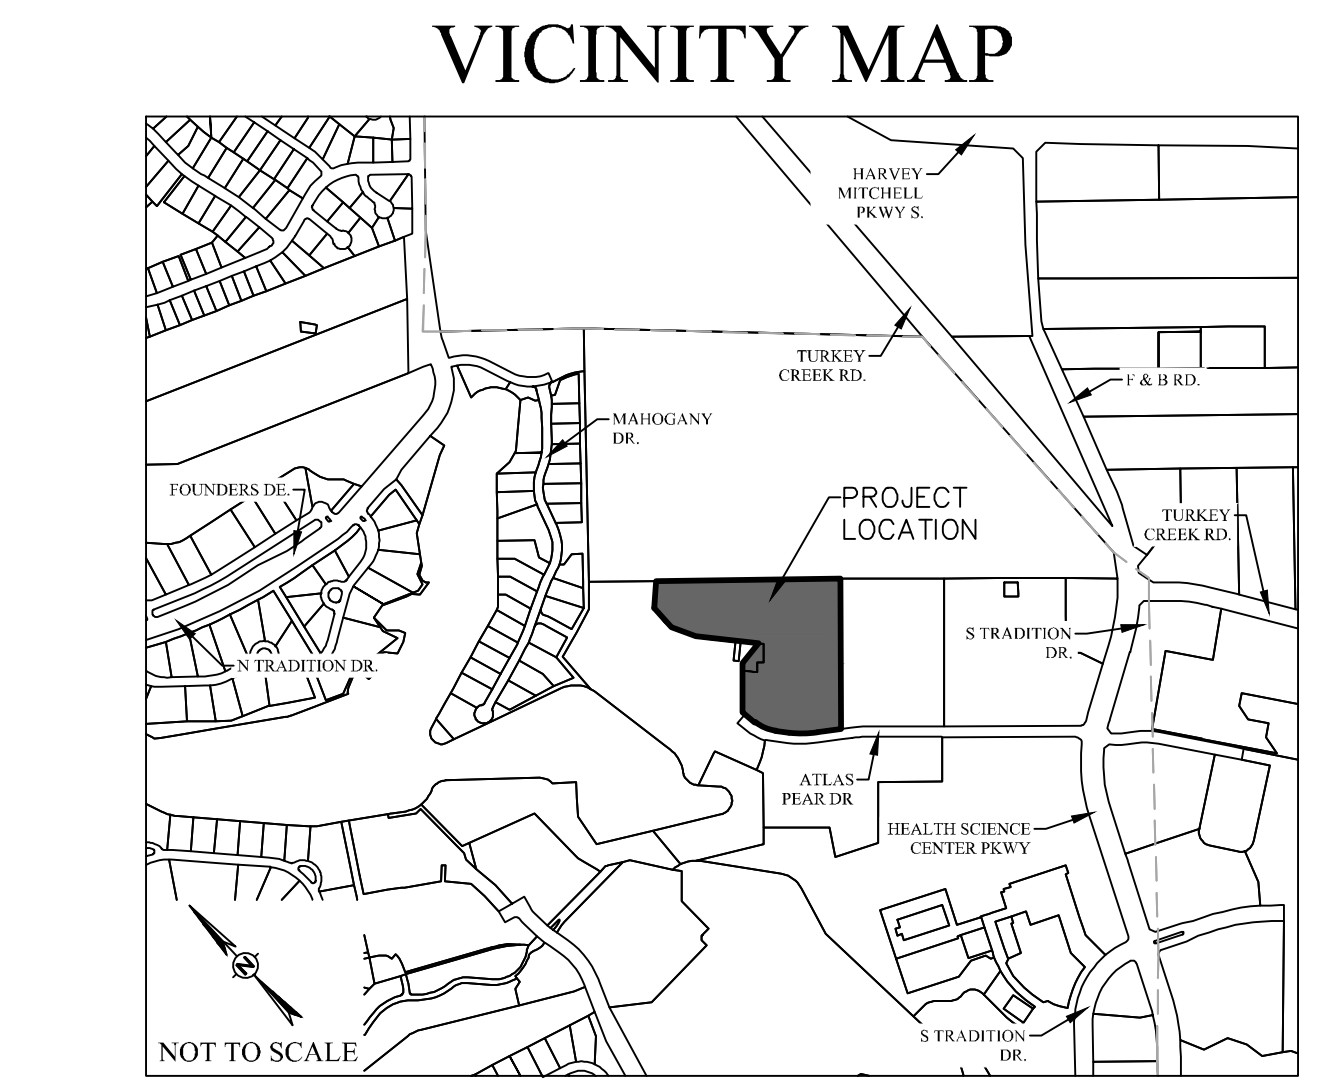 VICINITY MAP
HARVEY
MITCHELL
PKWY S.
TURKEY
CREEK RD.
F & B RD.
MAHOGANY
DR.
FOUNDERS DE.
PROJECT
LOCATION
TURKEY
CREEK RD.
S TRADITION
DR.
N TRADITION DR.
ATLAS
PEAR DR
HEALTH SCIENCE
CENTER PKWY
N
S TRADITION
DR.
NOT TO SCALE